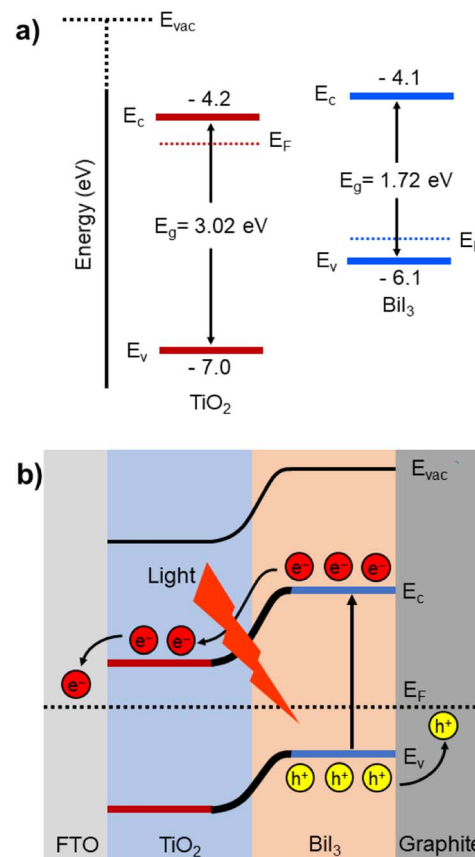 a)
E_vac
Energy (eV)
- 4.2
E_c
E_F
E_g= 3.02 eV
E_v
- 7.0
TiO₂
- 4.1
E_c
E_g= 1.72 eV
E_v
- 6.1
BiI₃
b)
E_vac
Light
e⁻ e⁻ e⁻
E_c
e⁻ e⁻
e⁻
E_F
h⁺
E_v
h⁺ h⁺ h⁺
FTO TiO₂ BiI₃ Graphite